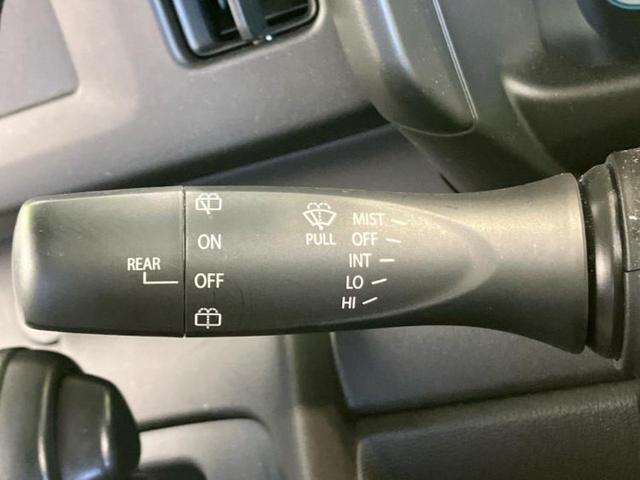 REAR
ON
OFF
PULL
MIST
OFF
INT
LO
HI